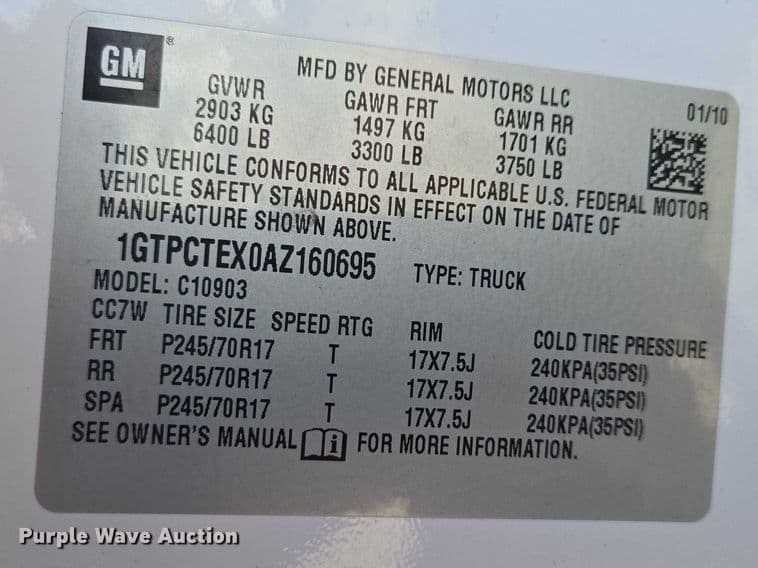 GM ®
MFD BY GENERAL MOTORS LLC
01/10
GVWR GAWR FRT GAWR RR
2903 KG 1497 KG 1701 KG
6400 LB 3300 LB 3750 LB
THIS VEHICLE CONFORMS TO ALL APPLICABLE U.S. FEDERAL MOTOR
VEHICLE SAFETY STANDARDS IN EFFECT ON THE DATE OF
MANUFACTURE SHOWN ABOVE.
1GTPCTEX0AZ160695 TYPE: TRUCK
MODEL: C10903
CC7W TIRE SIZE SPEED RTG RIM COLD TIRE PRESSURE
FRT P245/70R17 T 17X7.5J 240KPA(35PSI)
RR P245/70R17 T 17X7.5J 240KPA(35PSI)
SPA P245/70R17 T 17X7.5J 240KPA(35PSI)
SEE OWNER'S MANUAL i FOR MORE INFORMATION.
Purple Wave Auction